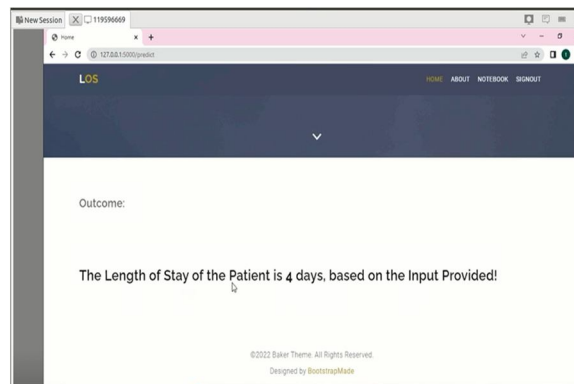 New Session 119596669
Home
127.0.0.1:5000/predict
LOS
HOME ABOUT NOTEBOOK SIGNOUT
Outcome:
The Length of Stay of the Patient is 4 days, based on the Input Provided!
©2022 Baker Theme. All Rights Reserved.
Designed by BootstrapMade